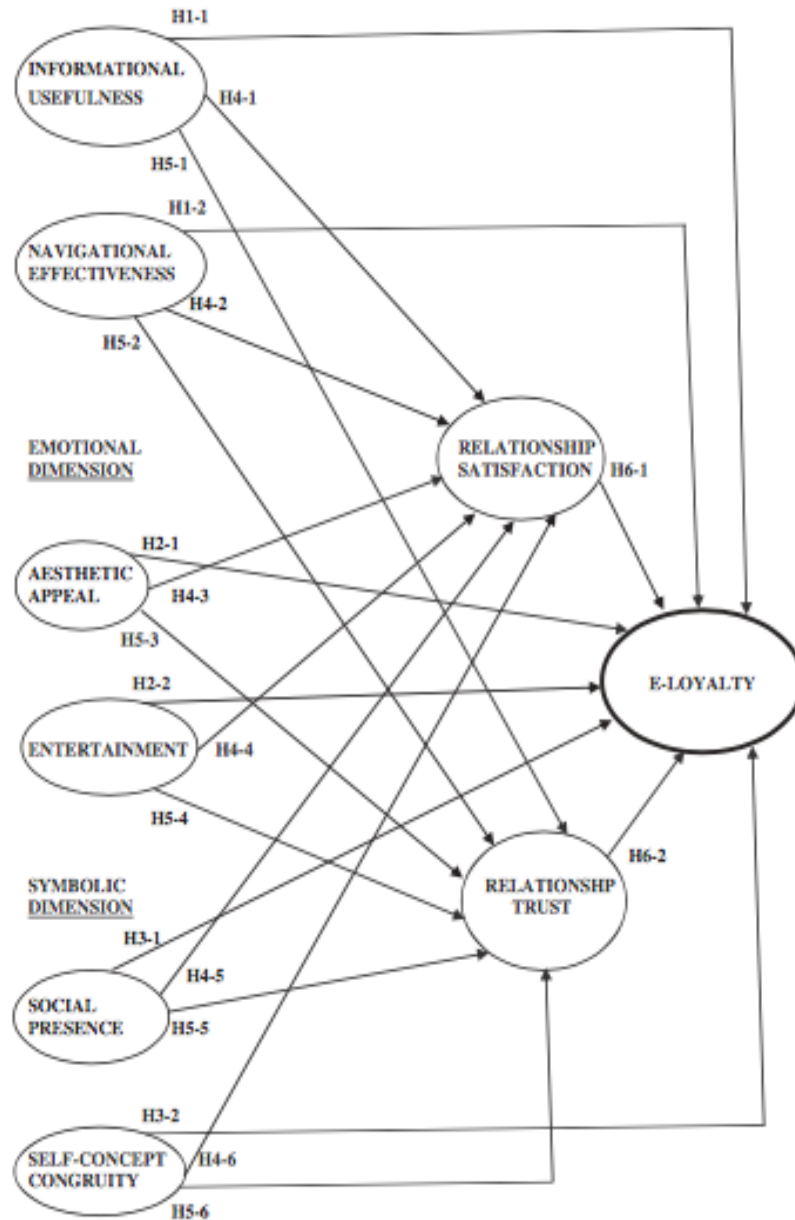 H1-1
INFORMATIONAL
USEFULNESS
H4-1
H5-1
H1-2
NAVIGATIONAL
EFFECTIVENESS
H4-2
H5-2
EMOTIONAL
DIMENSION
RELATIONSHIP
SATISFACTION
H6-1
H2-1
AESTHETIC
APPEAL
H4-3
H5-3
H2-2
E-LOYALTY
ENTERTAINMENT
H4-4
H5-4
H6-2
SYMBOLIC
DIMENSION
RELATIONSHP
TRUST
H3-1
H4-5
SOCIAL
PRESENCE
H5-5
H3-2
SELF-CONCEPT
CONGRUITY
H4-6
H5-6